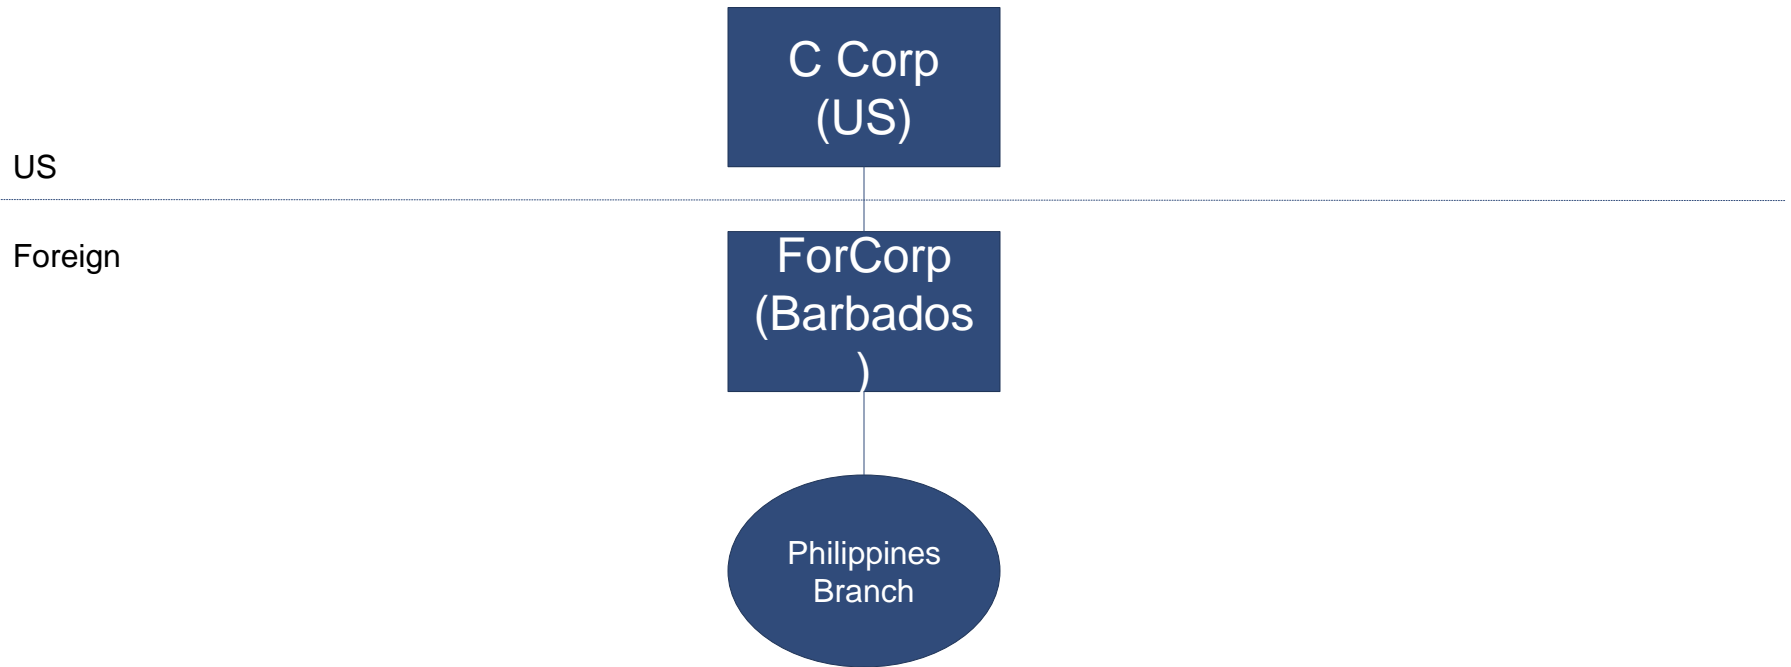 C Corp
(US)
US
Foreign
ForCorp
(Barbados
)
Philippines
Branch